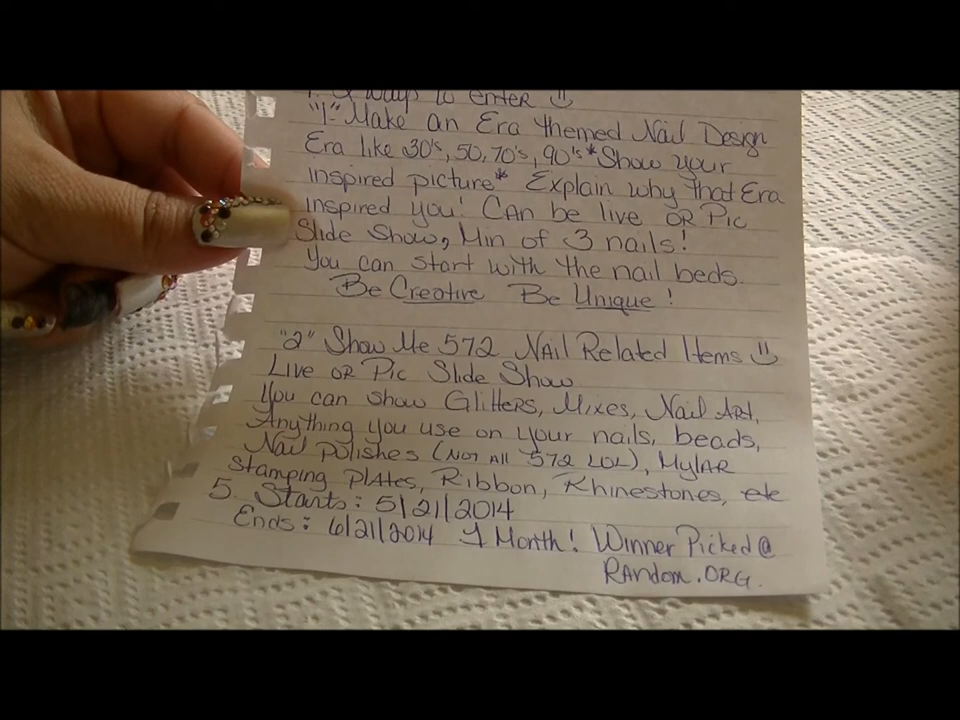 ways to enter
"1" Make an Era themed Nail Design
Era like 30's, 50, 70's, 90's *Show your
inspired picture* Explain why that Era
inspired you! Can be live OR Pic
Slide Show, Min of 3 nails!
You can start with the nail beds.
Be Creative Be Unique!
"2" Show Me 572 Nail Related Items
Live OR Pic Slide Show
You can show Glitters, Mixes, Nail Art,
Anything you use on your nails, beads,
Nail Polishes (Not All 572 LOL), Mylar
Stamping Plates, Ribbon, Rhinestones, etc
5. Starts: 5/21/2014
Ends: 6/21/2014 1 Month! Winner Picked @
Random.ORG.